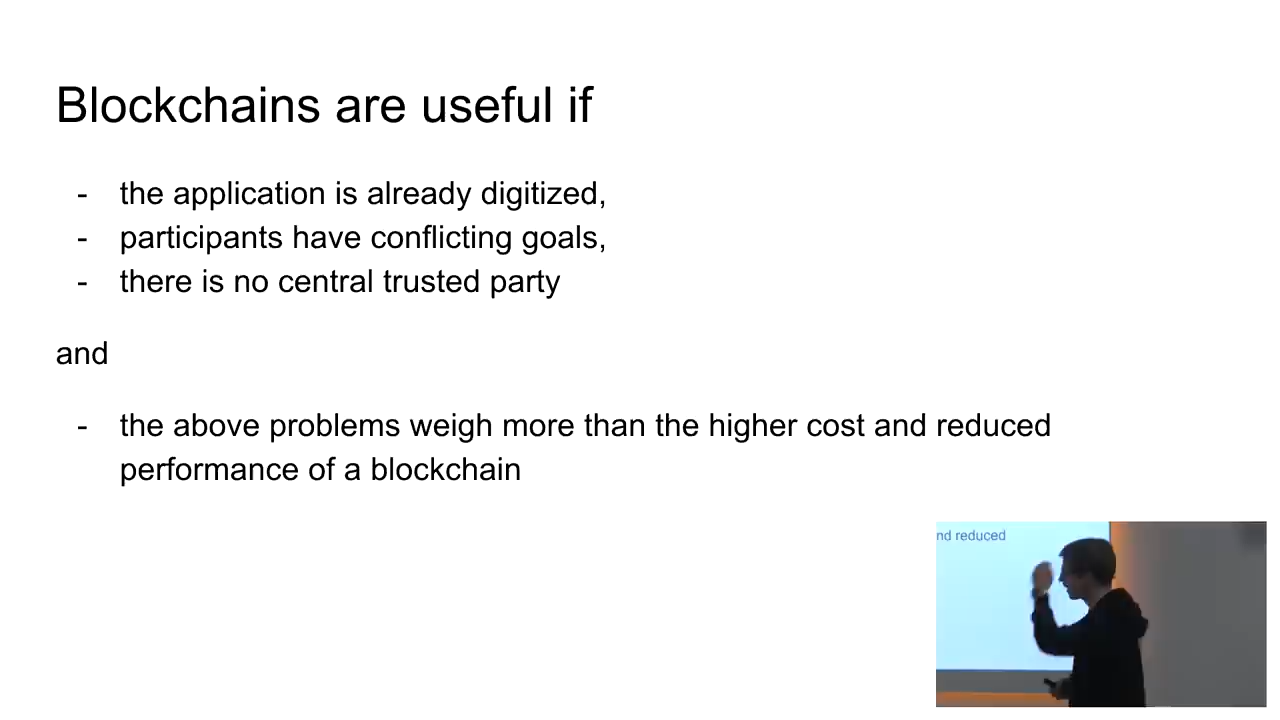 Blockchains are useful if
- the application is already digitized,
- participants have conflicting goals,
- there is no central trusted party
and
- the above problems weigh more than the higher cost and reduced
performance of a blockchain
nd reduced